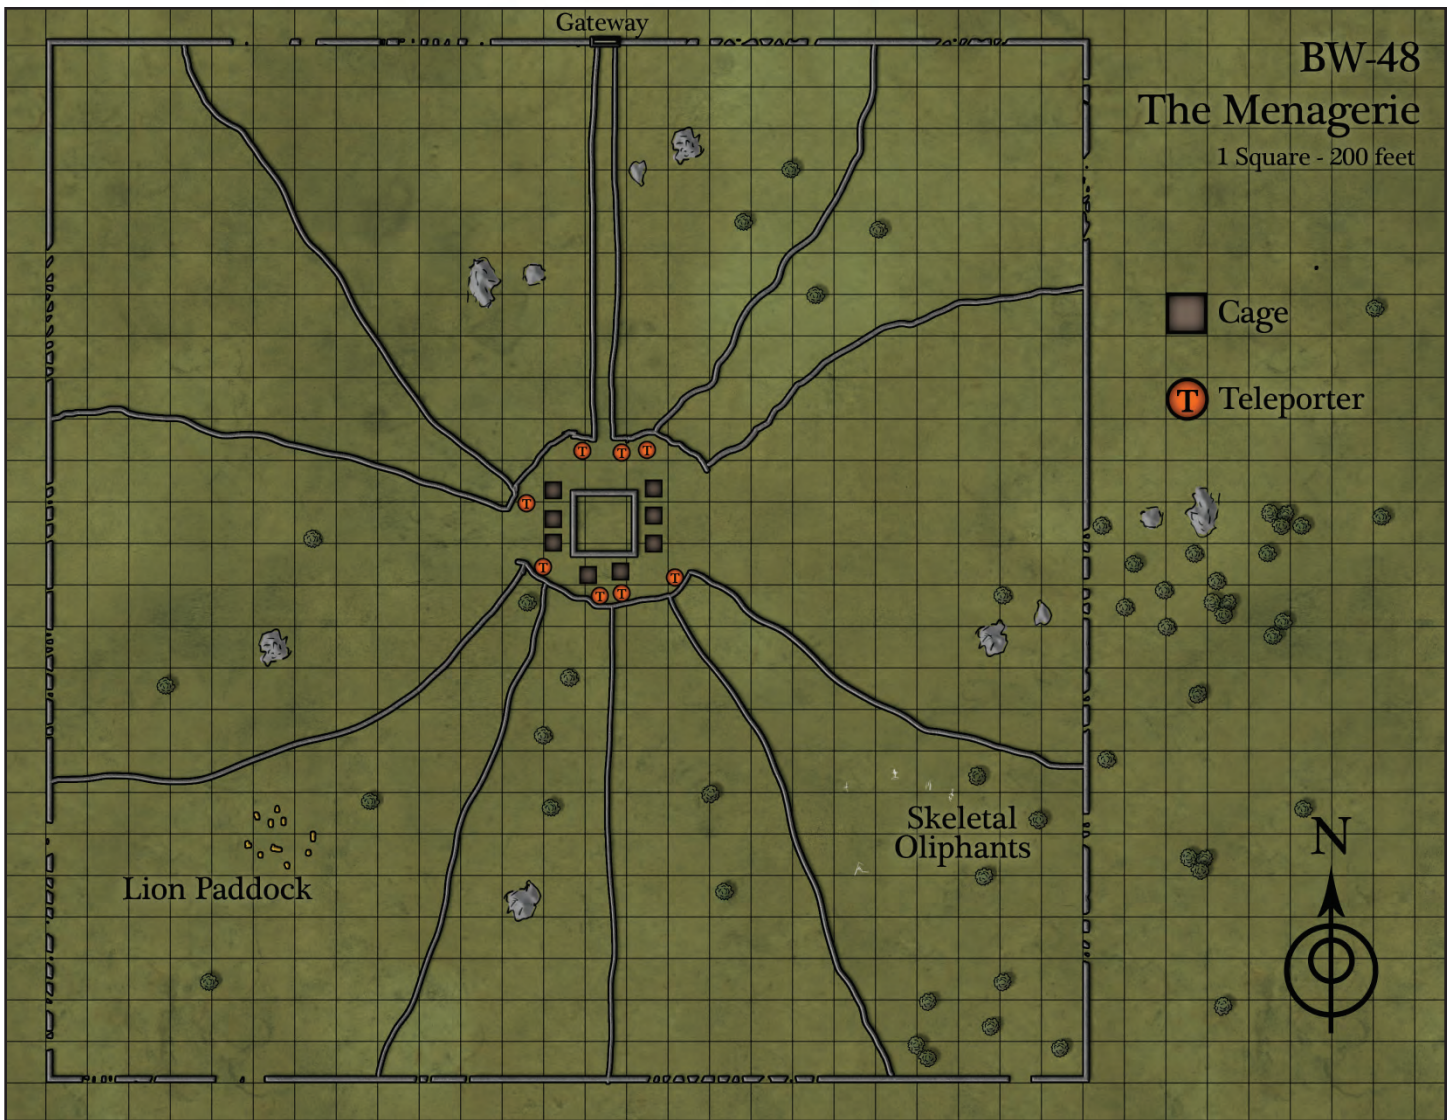 Gateway
BW-48
The Menagerie
1 Square - 200 feet
Cage
T Teleporter
T T T
T
T
T
T T
Skeletal
Oliphants
N
Lion Paddock